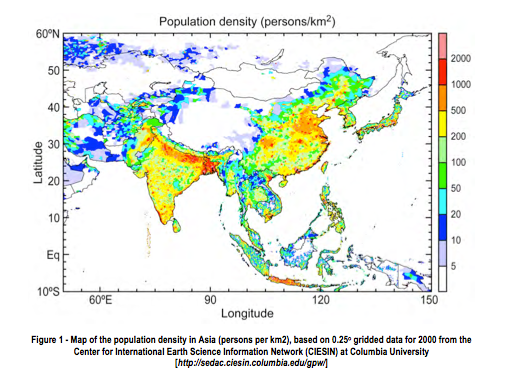 Population density (persons/km²)
60ºN
50
40
30
20
10
Eq
10ºS
Latitude
60ºE
90
120
150
Longitude
2000
1000
500
200
100
50
20
10
5
Figure 1 - Map of the population density in Asia (persons per km2), based on 0.25º gridded data for 2000 from the
Center for International Earth Science Information Network (CIESIN) at Columbia University
[http://sedac.ciesin.columbia.edu/gpw/]